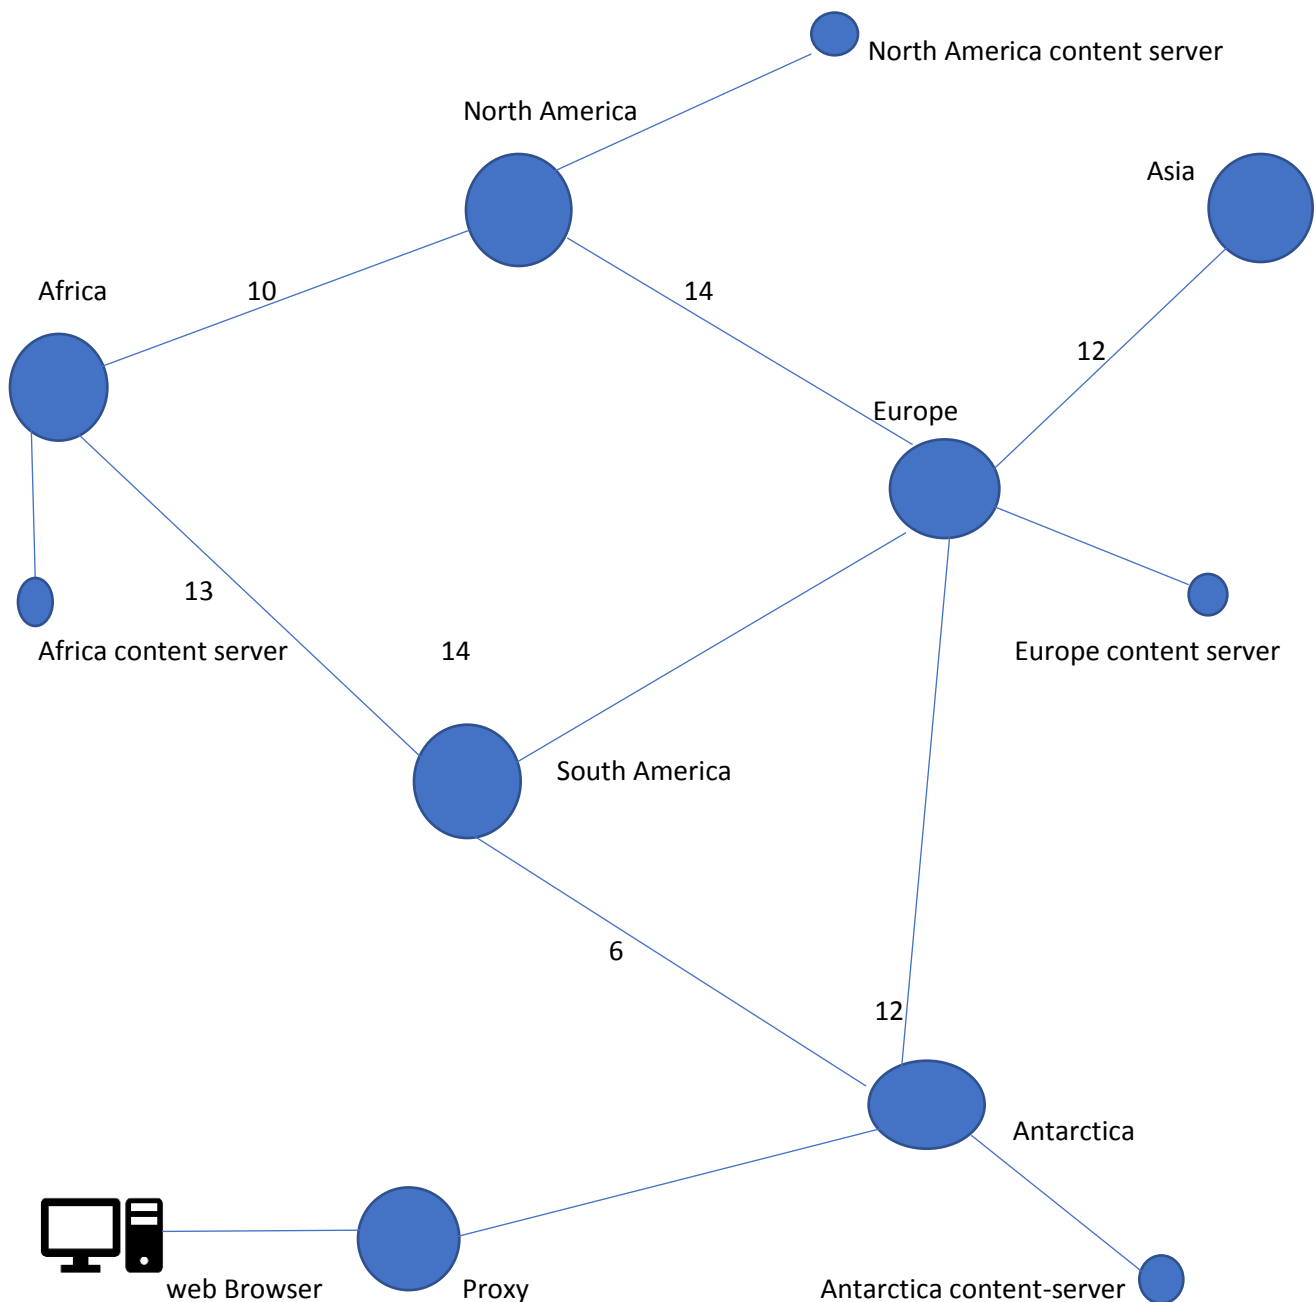 North America content server
North America
Asia
Africa
10
14
12
Europe
13
Africa content server
14
Europe content server
South America
6
12
Antarctica
web Browser
Proxy
Antarctica content-server